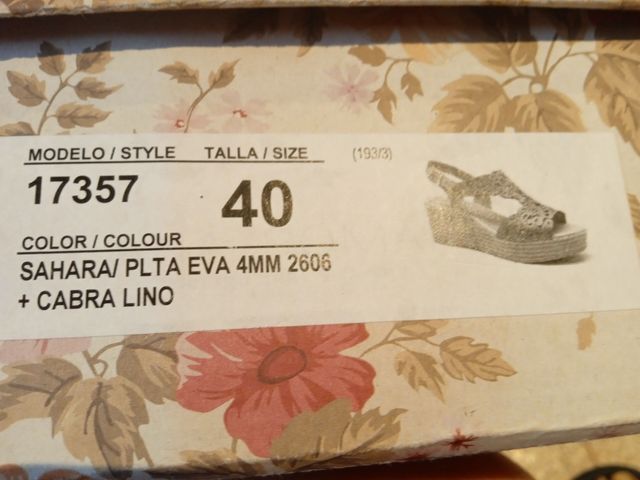 MODELO / STYLE TALLA / SIZE (193/3)
17357 40
COLOR / COLOUR
SAHARA/ PLTA EVA 4MM 2606
+ CABRA LINO